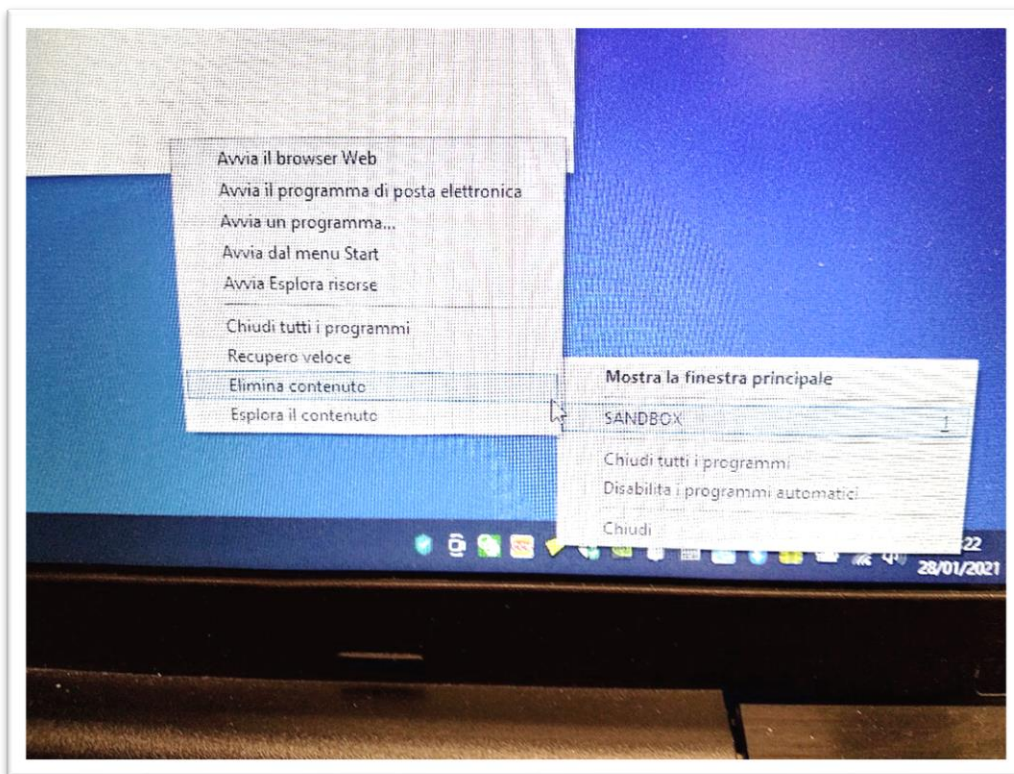 Avvia il browser Web
Avvia il programma di posta elettronica
Avvia un programma...
Avvia dal menu Start
Avvia Esplora risorse
Chiudi tutti i programmi
Recupero veloce
Elimina contenuto
Esplora il contenuto
Mostra la finestra principale
SANDBOX 1
Chiudi tutti i programmi
Disabilita i programmi automatici
Chiudi
:22
28/01/2021